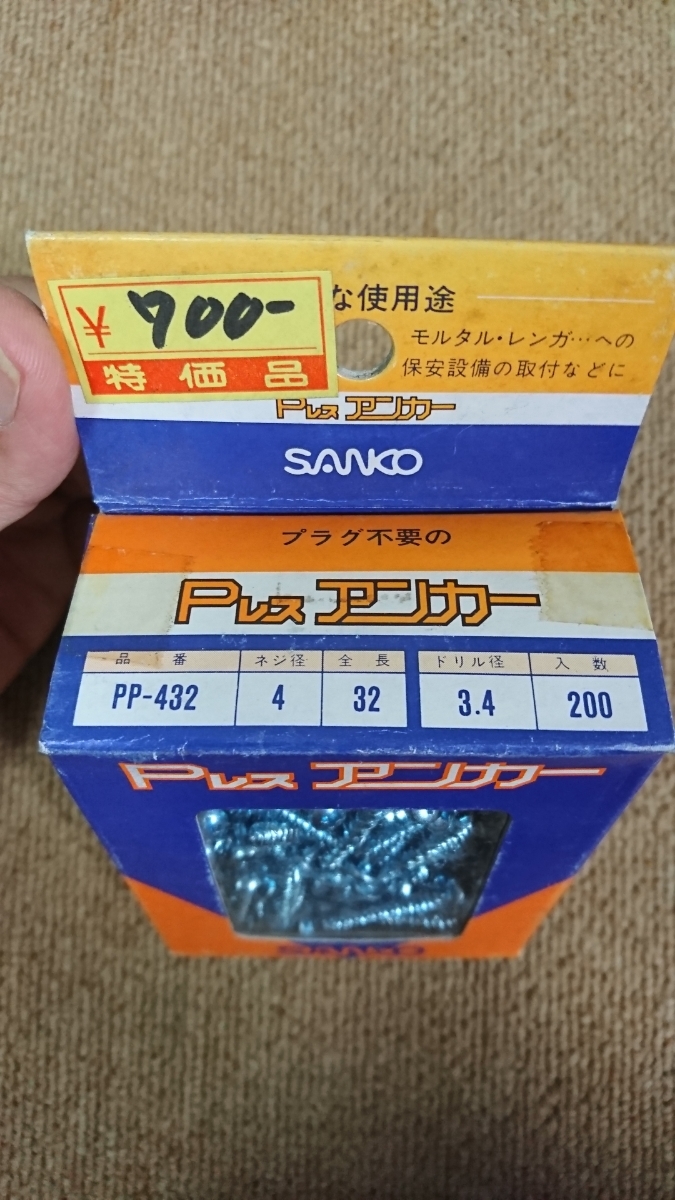 な使用途
モルタル・レンガ…への
保安設備の取付などに
¥ 700-
特価品
Pレス アンカー
SANKO
プラグ不要の
Pレス アンカー
品番 ネジ径 全長 ドリル径 入数
PP-432 4 32 3.4 200
Pレス アンカー
SANKO